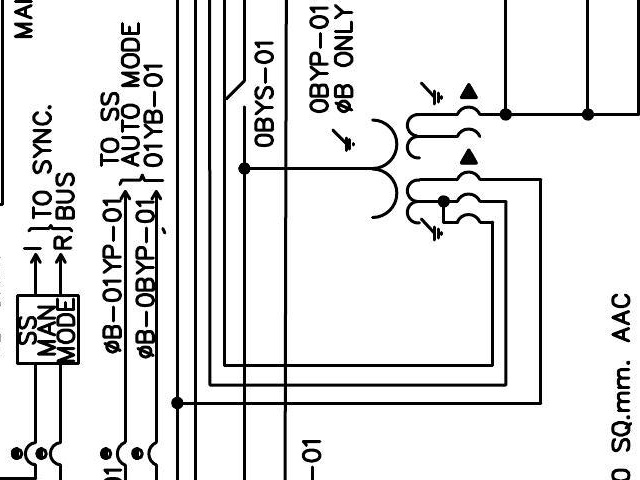 MAN
I
R
TO SYNC.
BUS
SS
MAN
MODE
TO SS
AUTO MODE
øB-01YP-01
øB-0BYP-01
01YB-01
0BYS-01
0BYP-01
øB ONLY
-01
01
0 SQ.mm. AAC